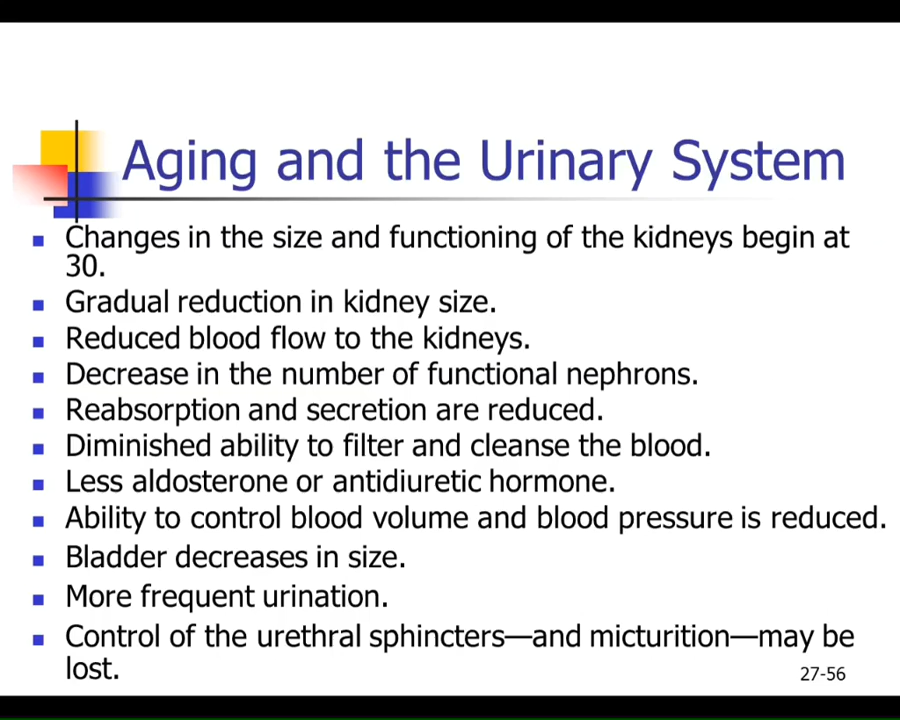 Aging and the Urinary System
Changes in the size and functioning of the kidneys begin at
30.
Gradual reduction in kidney size.
Reduced blood flow to the kidneys.
Decrease in the number of functional nephrons.
Reabsorption and secretion are reduced.
Diminished ability to filter and cleanse the blood.
Less aldosterone or antidiuretic hormone.
Ability to control blood volume and blood pressure is reduced.
Bladder decreases in size.
More frequent urination.
Control of the urethral sphincters—and micturition—may be
lost.
27-56